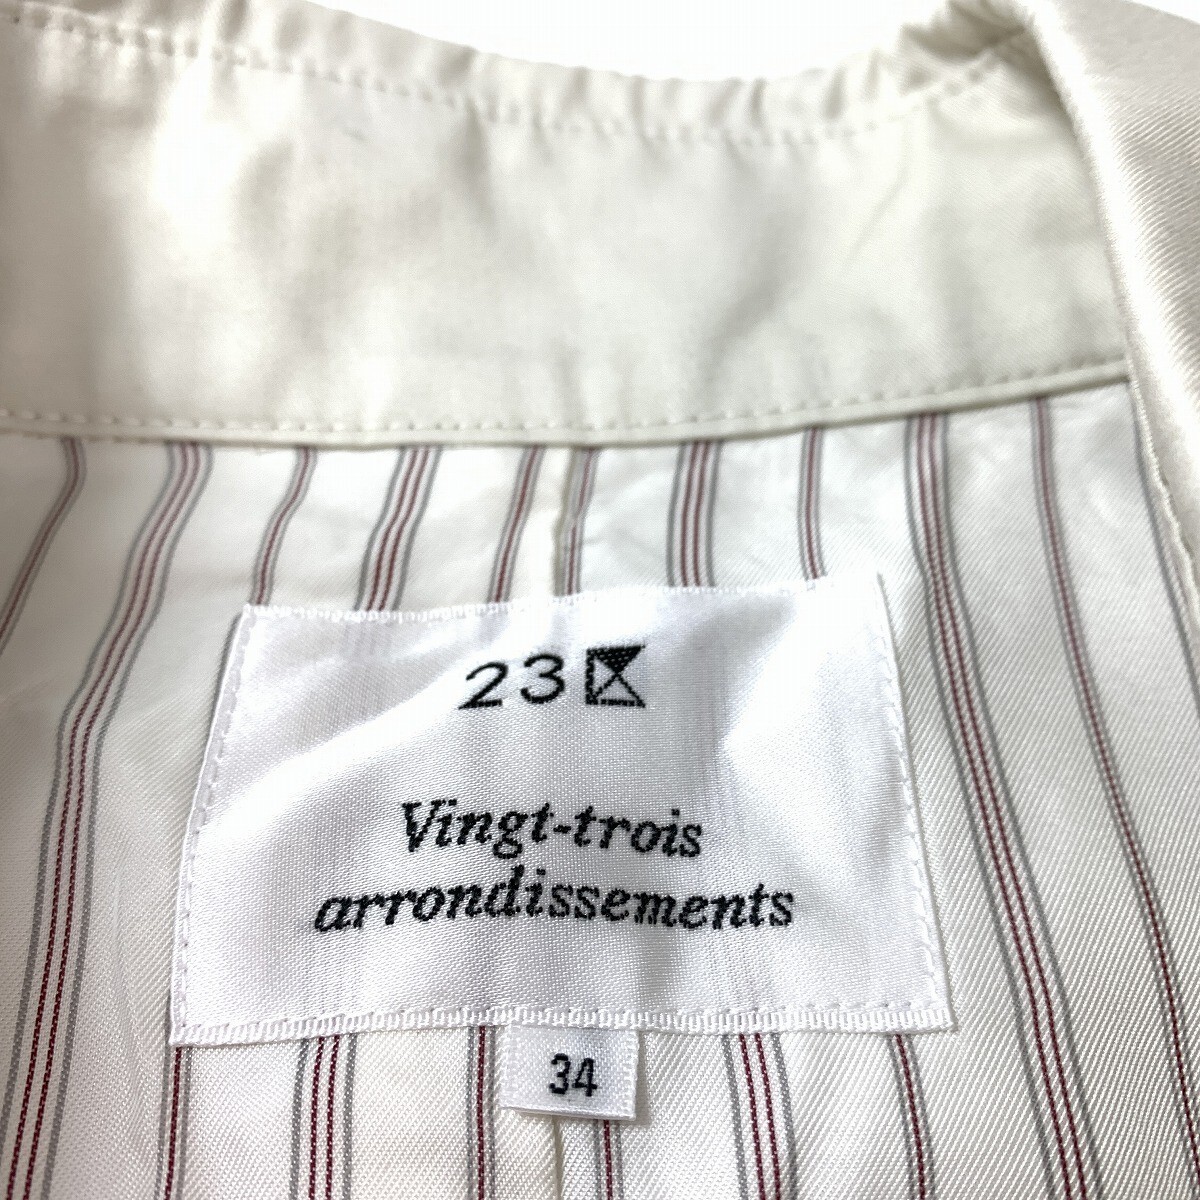 23区
Vingt-trois
arrondissements
34